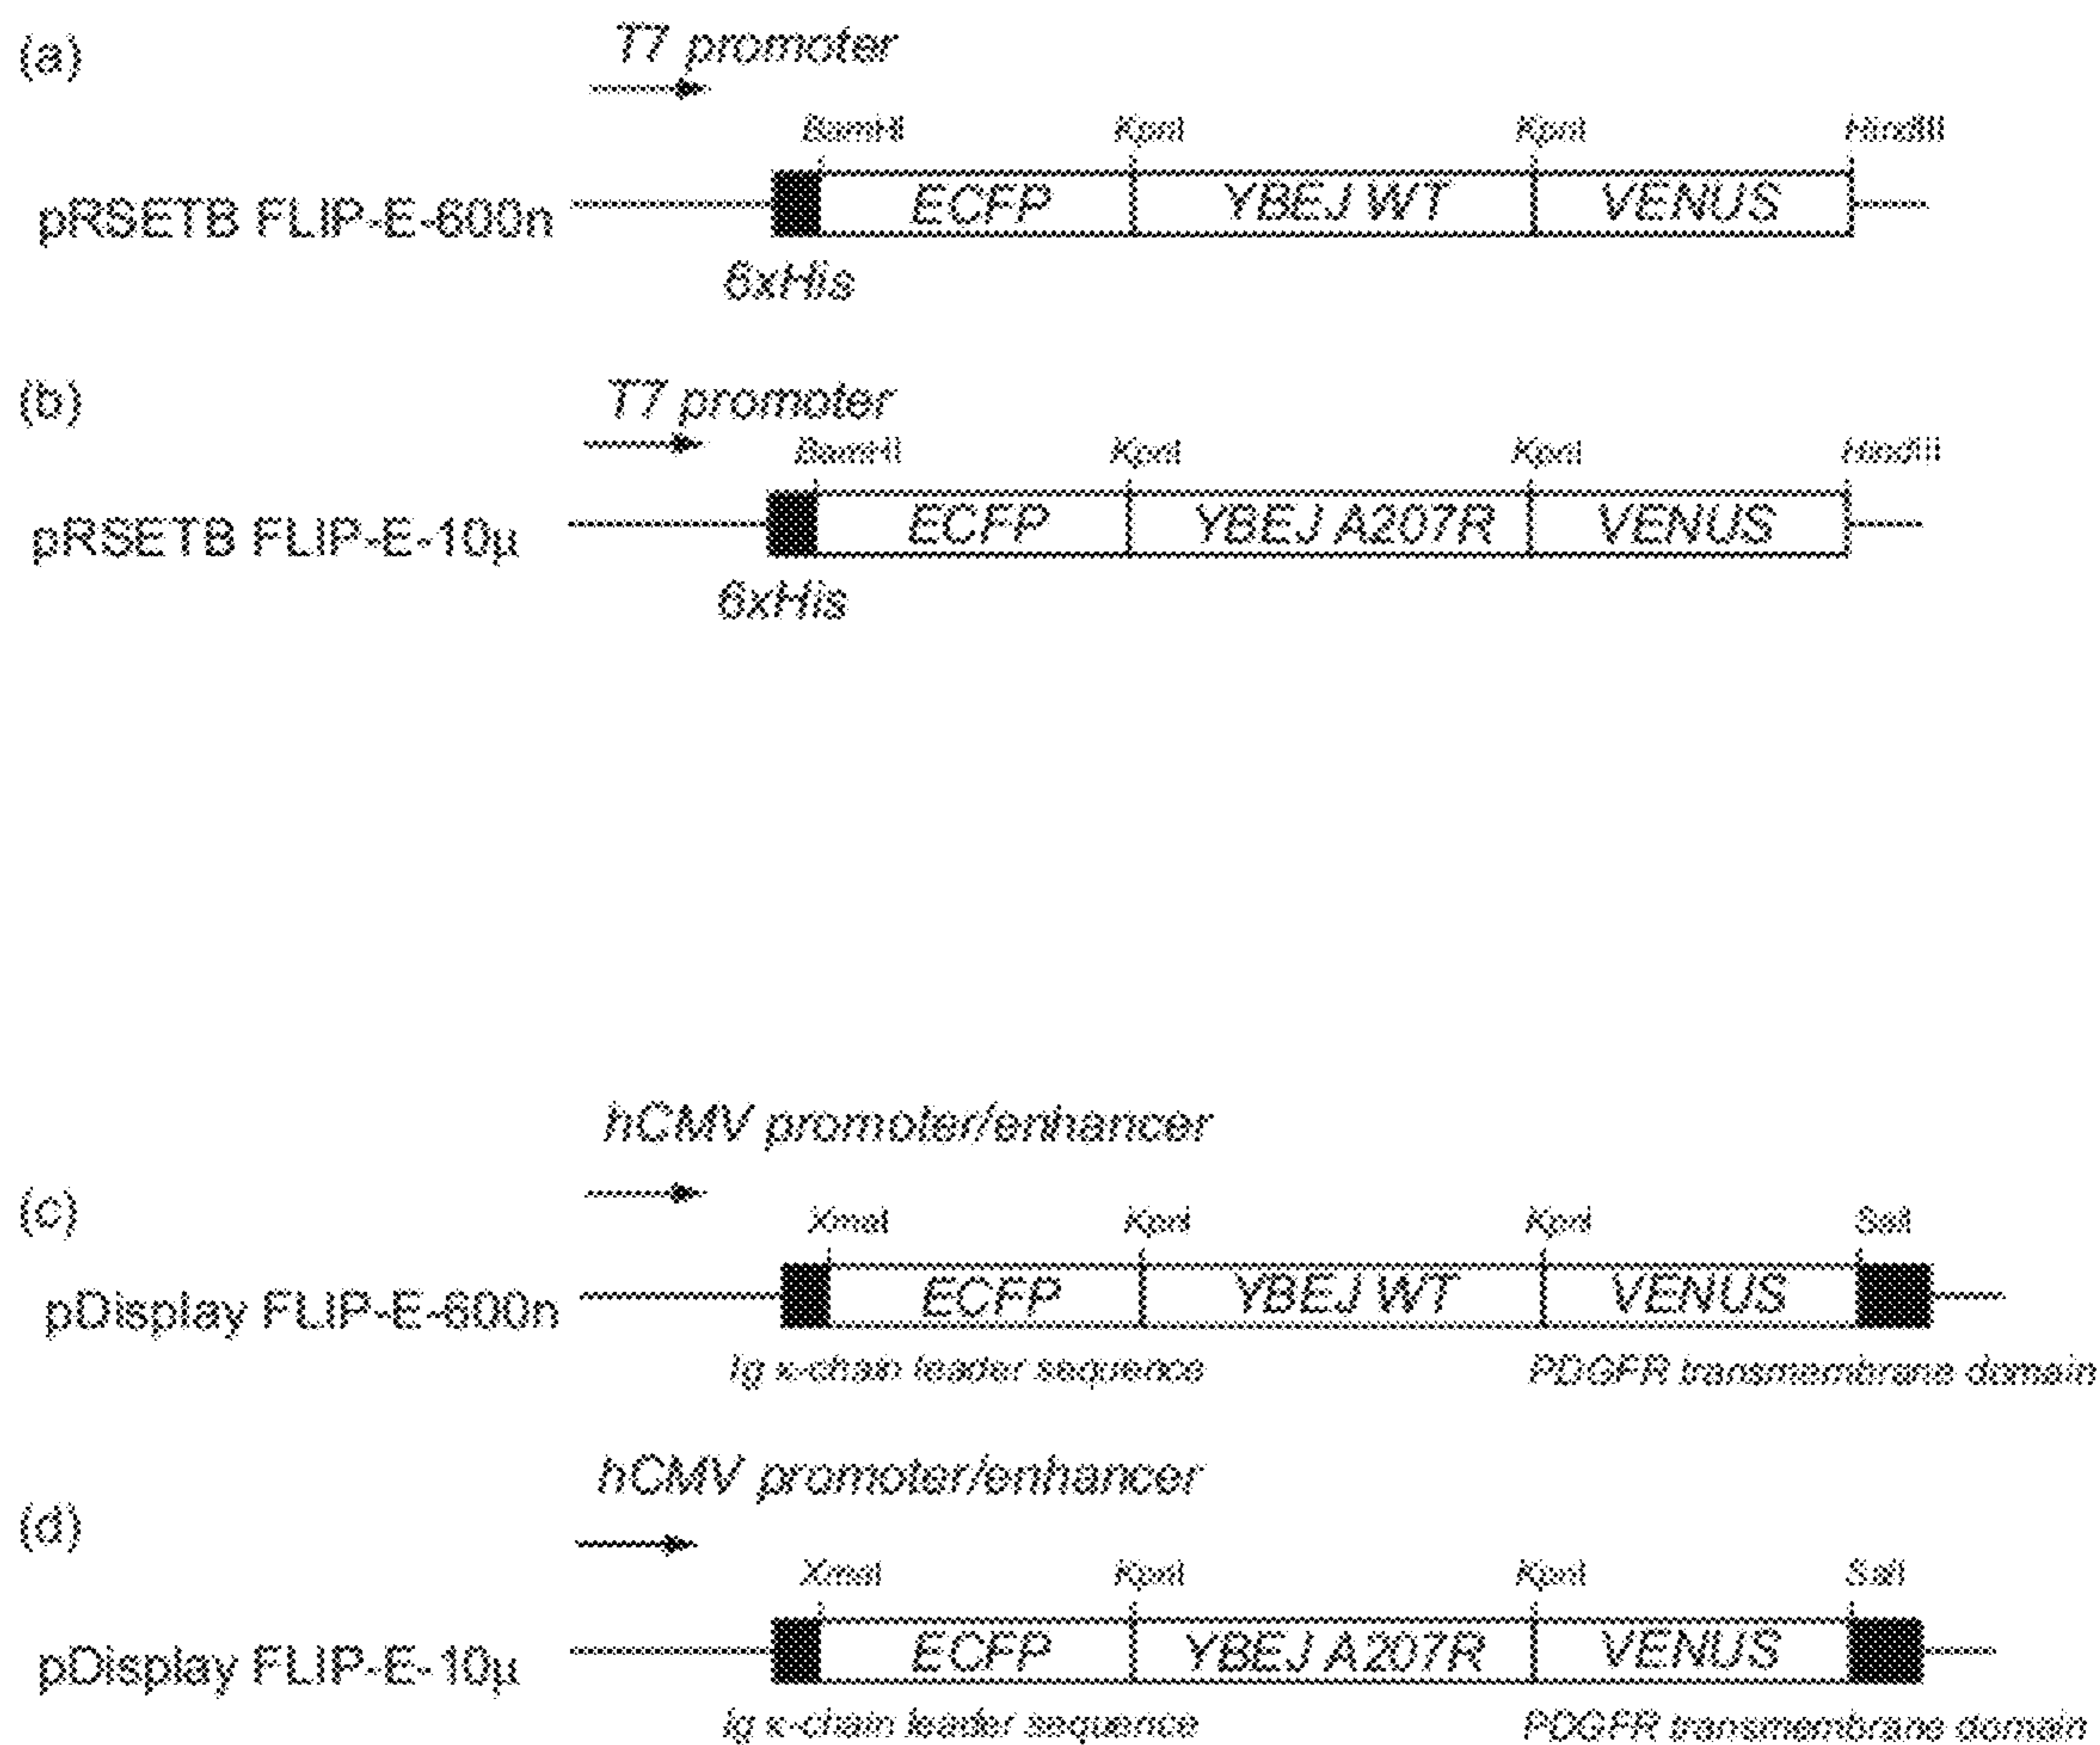 (a)
T7 promoter
BamHI KpnI KpnI HindIII
pRSETB FLIP-E-600n ECFP YBEJ WT VENUS
6xHis
(b)
T7 promoter
BamHI KpnI KpnI HindIII
pRSETB FLIP-E-10μ ECFP YBEJ A207R VENUS
6xHis
hCMV promoter/enhancer
(c)
XmaI KpnI KpnI SalI
pDisplay FLIP-E-600n ECFP YBEJ WT VENUS
Ig κ-chain leader sequence PDGFR transmembrane domain
hCMV promoter/enhancer
(d)
XmaI KpnI KpnI SalI
pDisplay FLIP-E-10μ ECFP YBEJ A207R VENUS
Ig κ-chain leader sequence PDGFR transmembrane domain